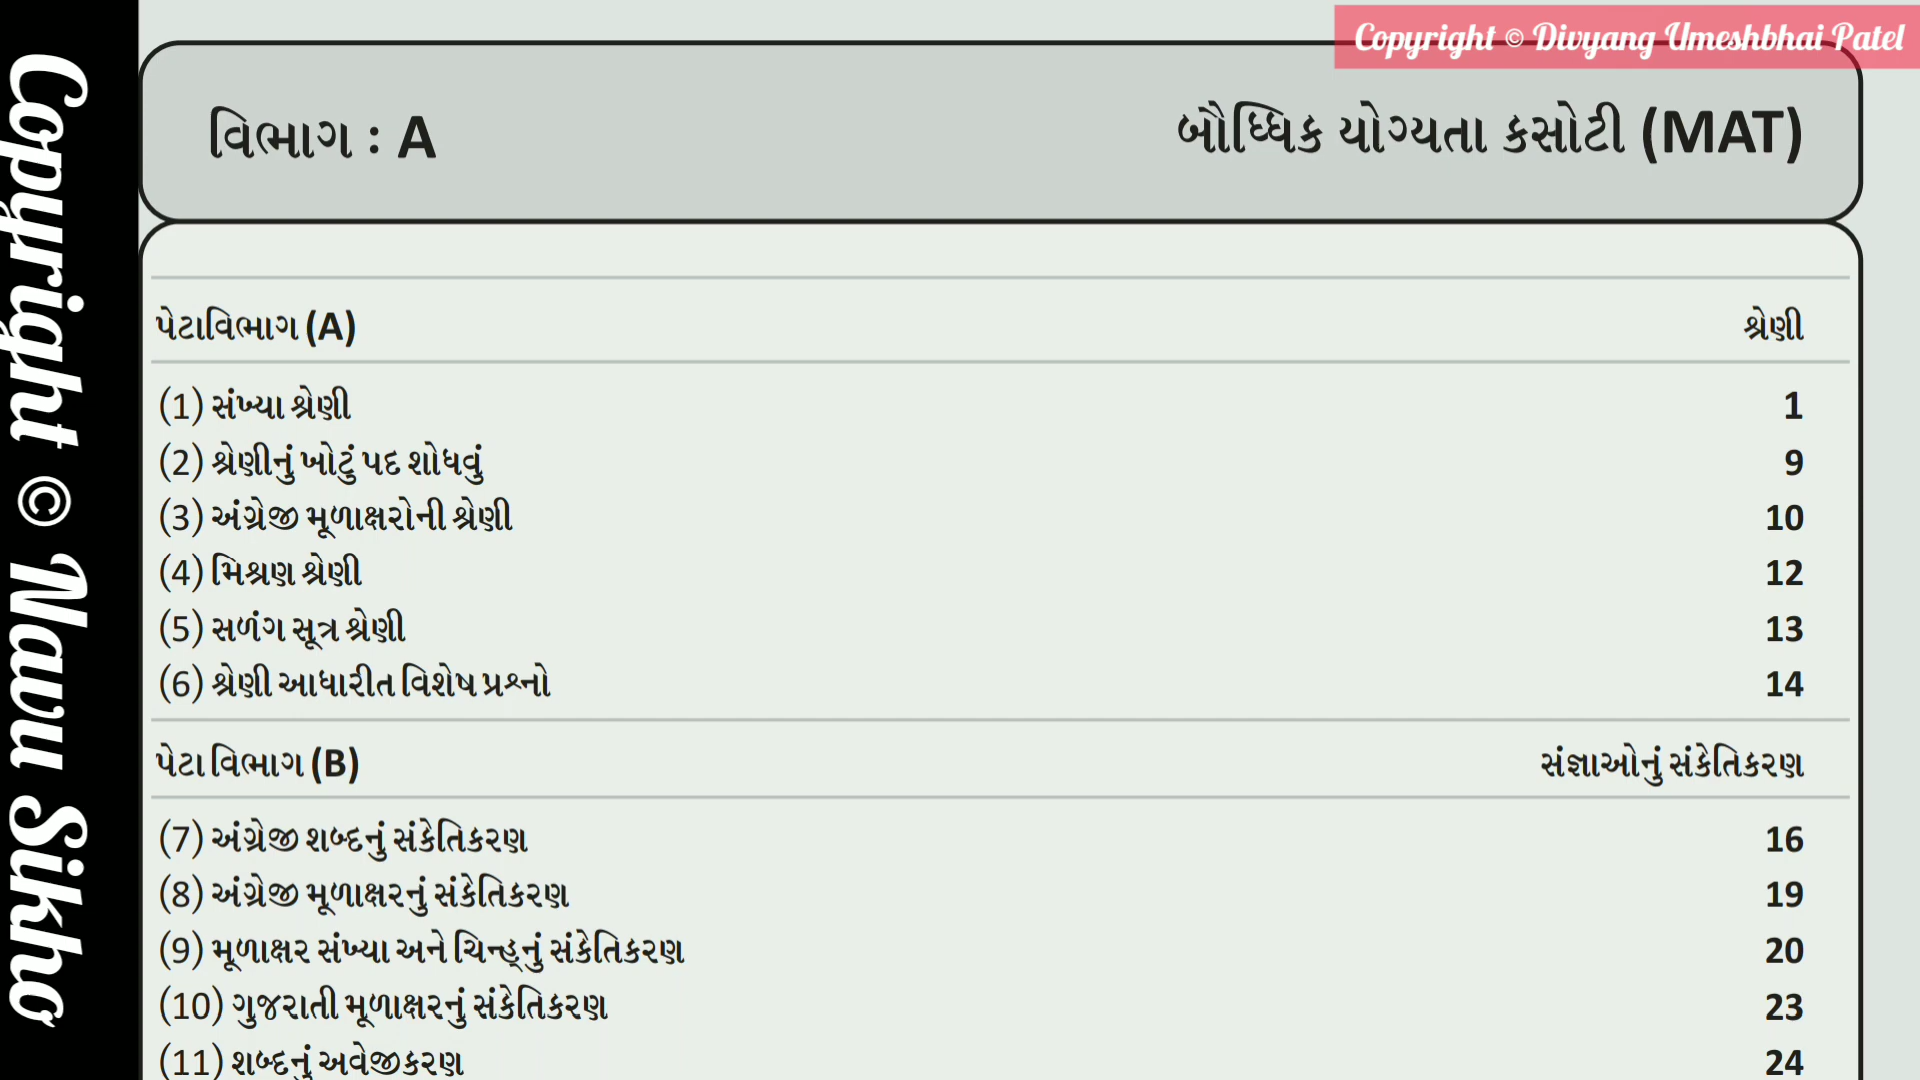 Copyright © Divyang Umeshbhai Patel
Copyright © Nawu Sikho
વિભાગ : A બૌધ્ધિક યોગ્યતા કસોટી (MAT)
પેટાવિભાગ (A) શ્રેણી
(1) સંખ્યા શ્રેણી 1
(2) શ્રેણીનું ખોટું પદ શોધવું 9
(3) અંગ્રેજી મૂળાક્ષરોની શ્રેણી 10
(4) મિશ્રણ શ્રેણી 12
(5) સળંગ સૂત્ર શ્રેણી 13
(6) શ્રેણી આધારીત વિશેષ પ્રશ્નો 14
પેટા વિભાગ (B) સંજ્ઞાઓનું સંકેતિકરણ
(7) અંગ્રેજી શબ્દનું સંકેતિકરણ 16
(8) અંગ્રેજી મૂળાક્ષરનું સંકેતિકરણ 19
(9) મૂળાક્ષર સંખ્યા અને ચિન્હ્નું સંકેતિકરણ 20
(10) ગુજરાતી મૂળાક્ષરનું સંકેતિકરણ 23
(11) શબ્દનું અવેજીકરણ 24